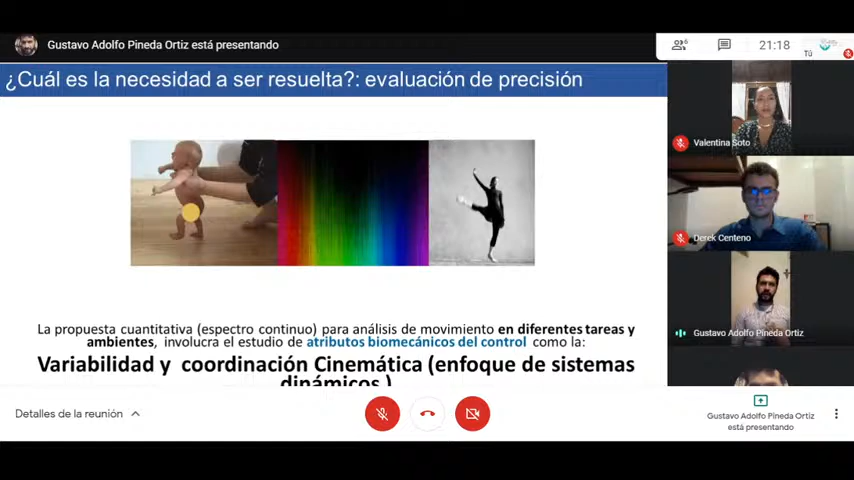 Gustavo Adolfo Pineda Ortiz está presentando
6
21:18
Tú
¿Cuál es la necesidad a ser resuelta?: evaluación de precisión
Valentina Soto
Derek Centeno
Gustavo Adolfo Pineda Ortiz
La propuesta cuantitativa (espectro continuo) para análisis de movimiento en diferentes tareas y
ambientes, involucra el estudio de atributos biomecánicos del control como la:
Variabilidad y coordinación Cinemática (enfoque de sistemas
dinámicos )
Detalles de la reunión
Gustavo Adolfo Pineda Ortiz
está presentando